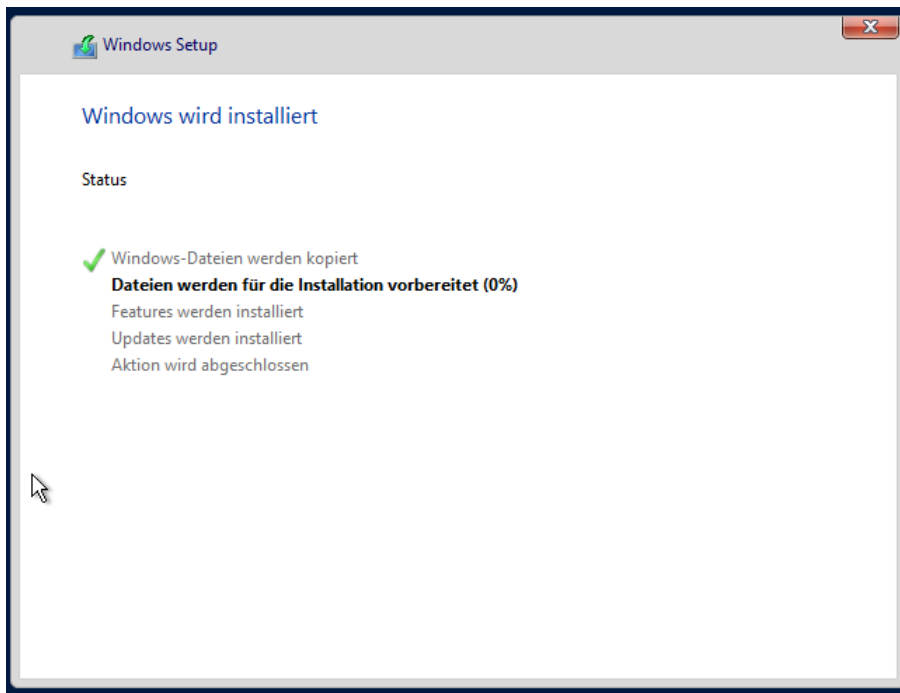 Windows Setup
Windows wird installiert
Status
Windows-Dateien werden kopiert
Dateien werden für die Installation vorbereitet (0%)
Features werden installiert
Updates werden installiert
Aktion wird abgeschlossen